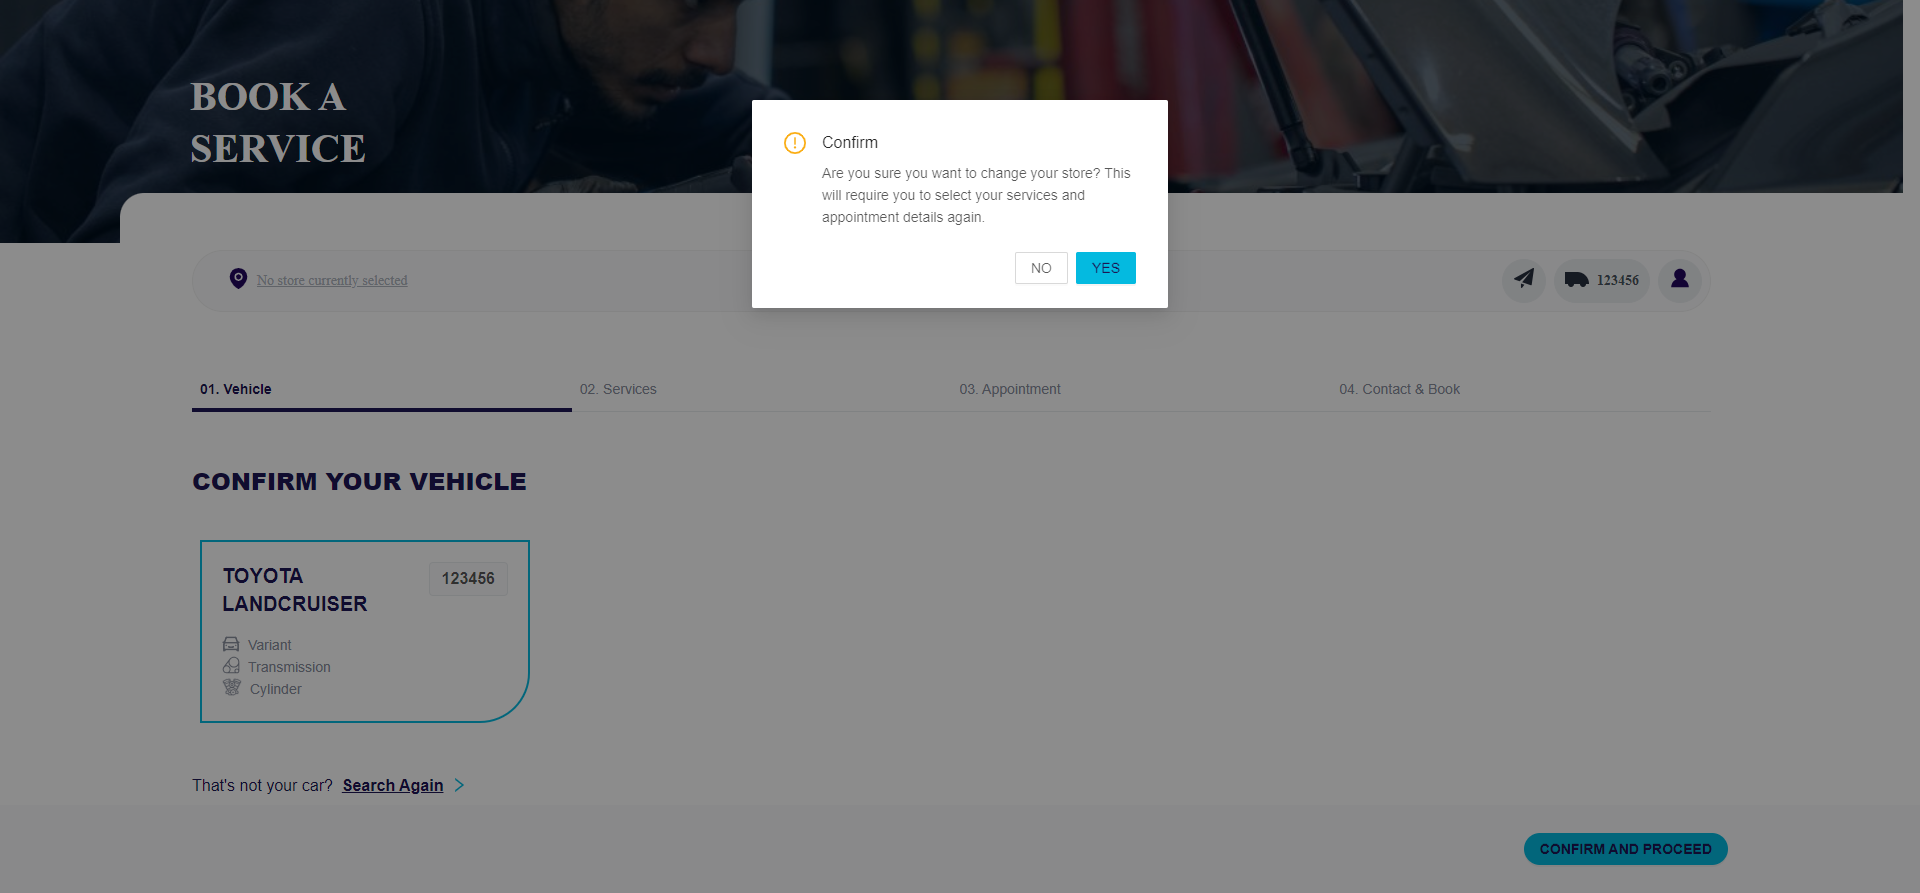 BOOK A
SERVICE
Confirm
Are you sure you want to change your store? This
will require you to select your services and
appointment details again.
NO
YES
No store currently selected
123456
01. Vehicle
02. Services
03. Appointment
04. Contact & Book
CONFIRM YOUR VEHICLE
TOYOTA
LANDCRUISER
123456
Variant
Transmission
Cylinder
That's not your car? Search Again
CONFIRM AND PROCEED